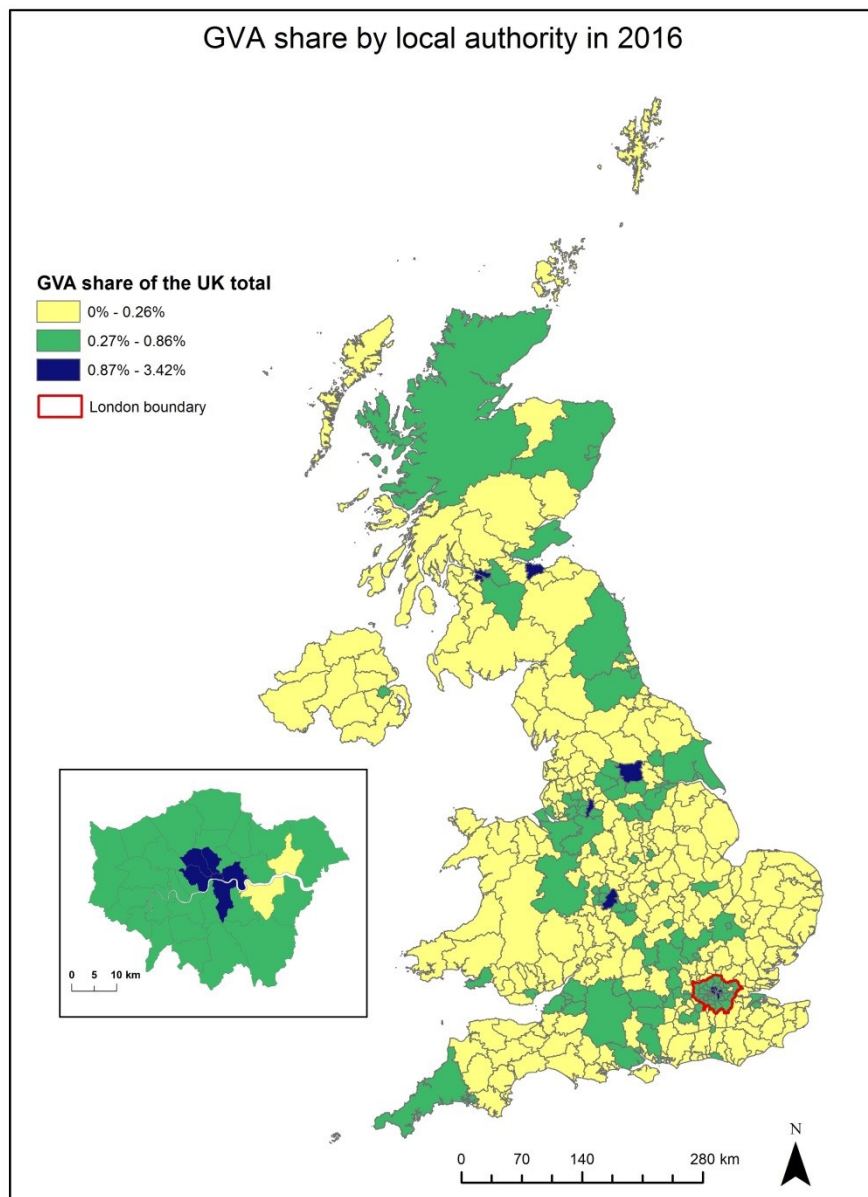 GVA share by local authority in 2016
GVA share of the UK total
0% - 0.26%
0.27% - 0.86%
0.87% - 3.42%
London boundary
0 5 10 km
N
0 70 140 280 km